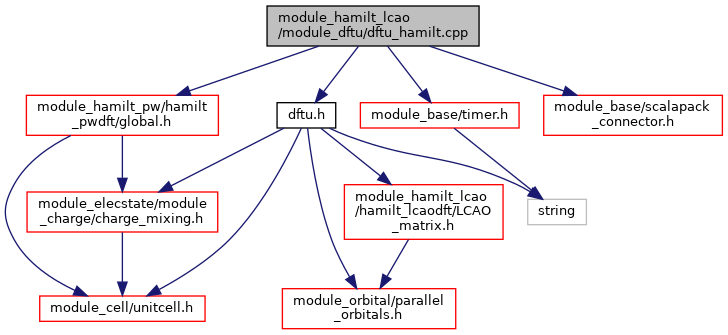 module_hamilt_lcao
/module_dftu/dftu_hamilt.cpp
module_hamilt_pw/hamilt
_pwdft/global.h
dftu.h
module_base/timer.h
module_base/scalapack
_connector.h
module_elecstate/module
_charge/charge_mixing.h
module_hamilt_lcao
/hamilt_lcaodft/LCAO
_matrix.h
string
module_cell/unitcell.h
module_orbital/parallel
_orbitals.h